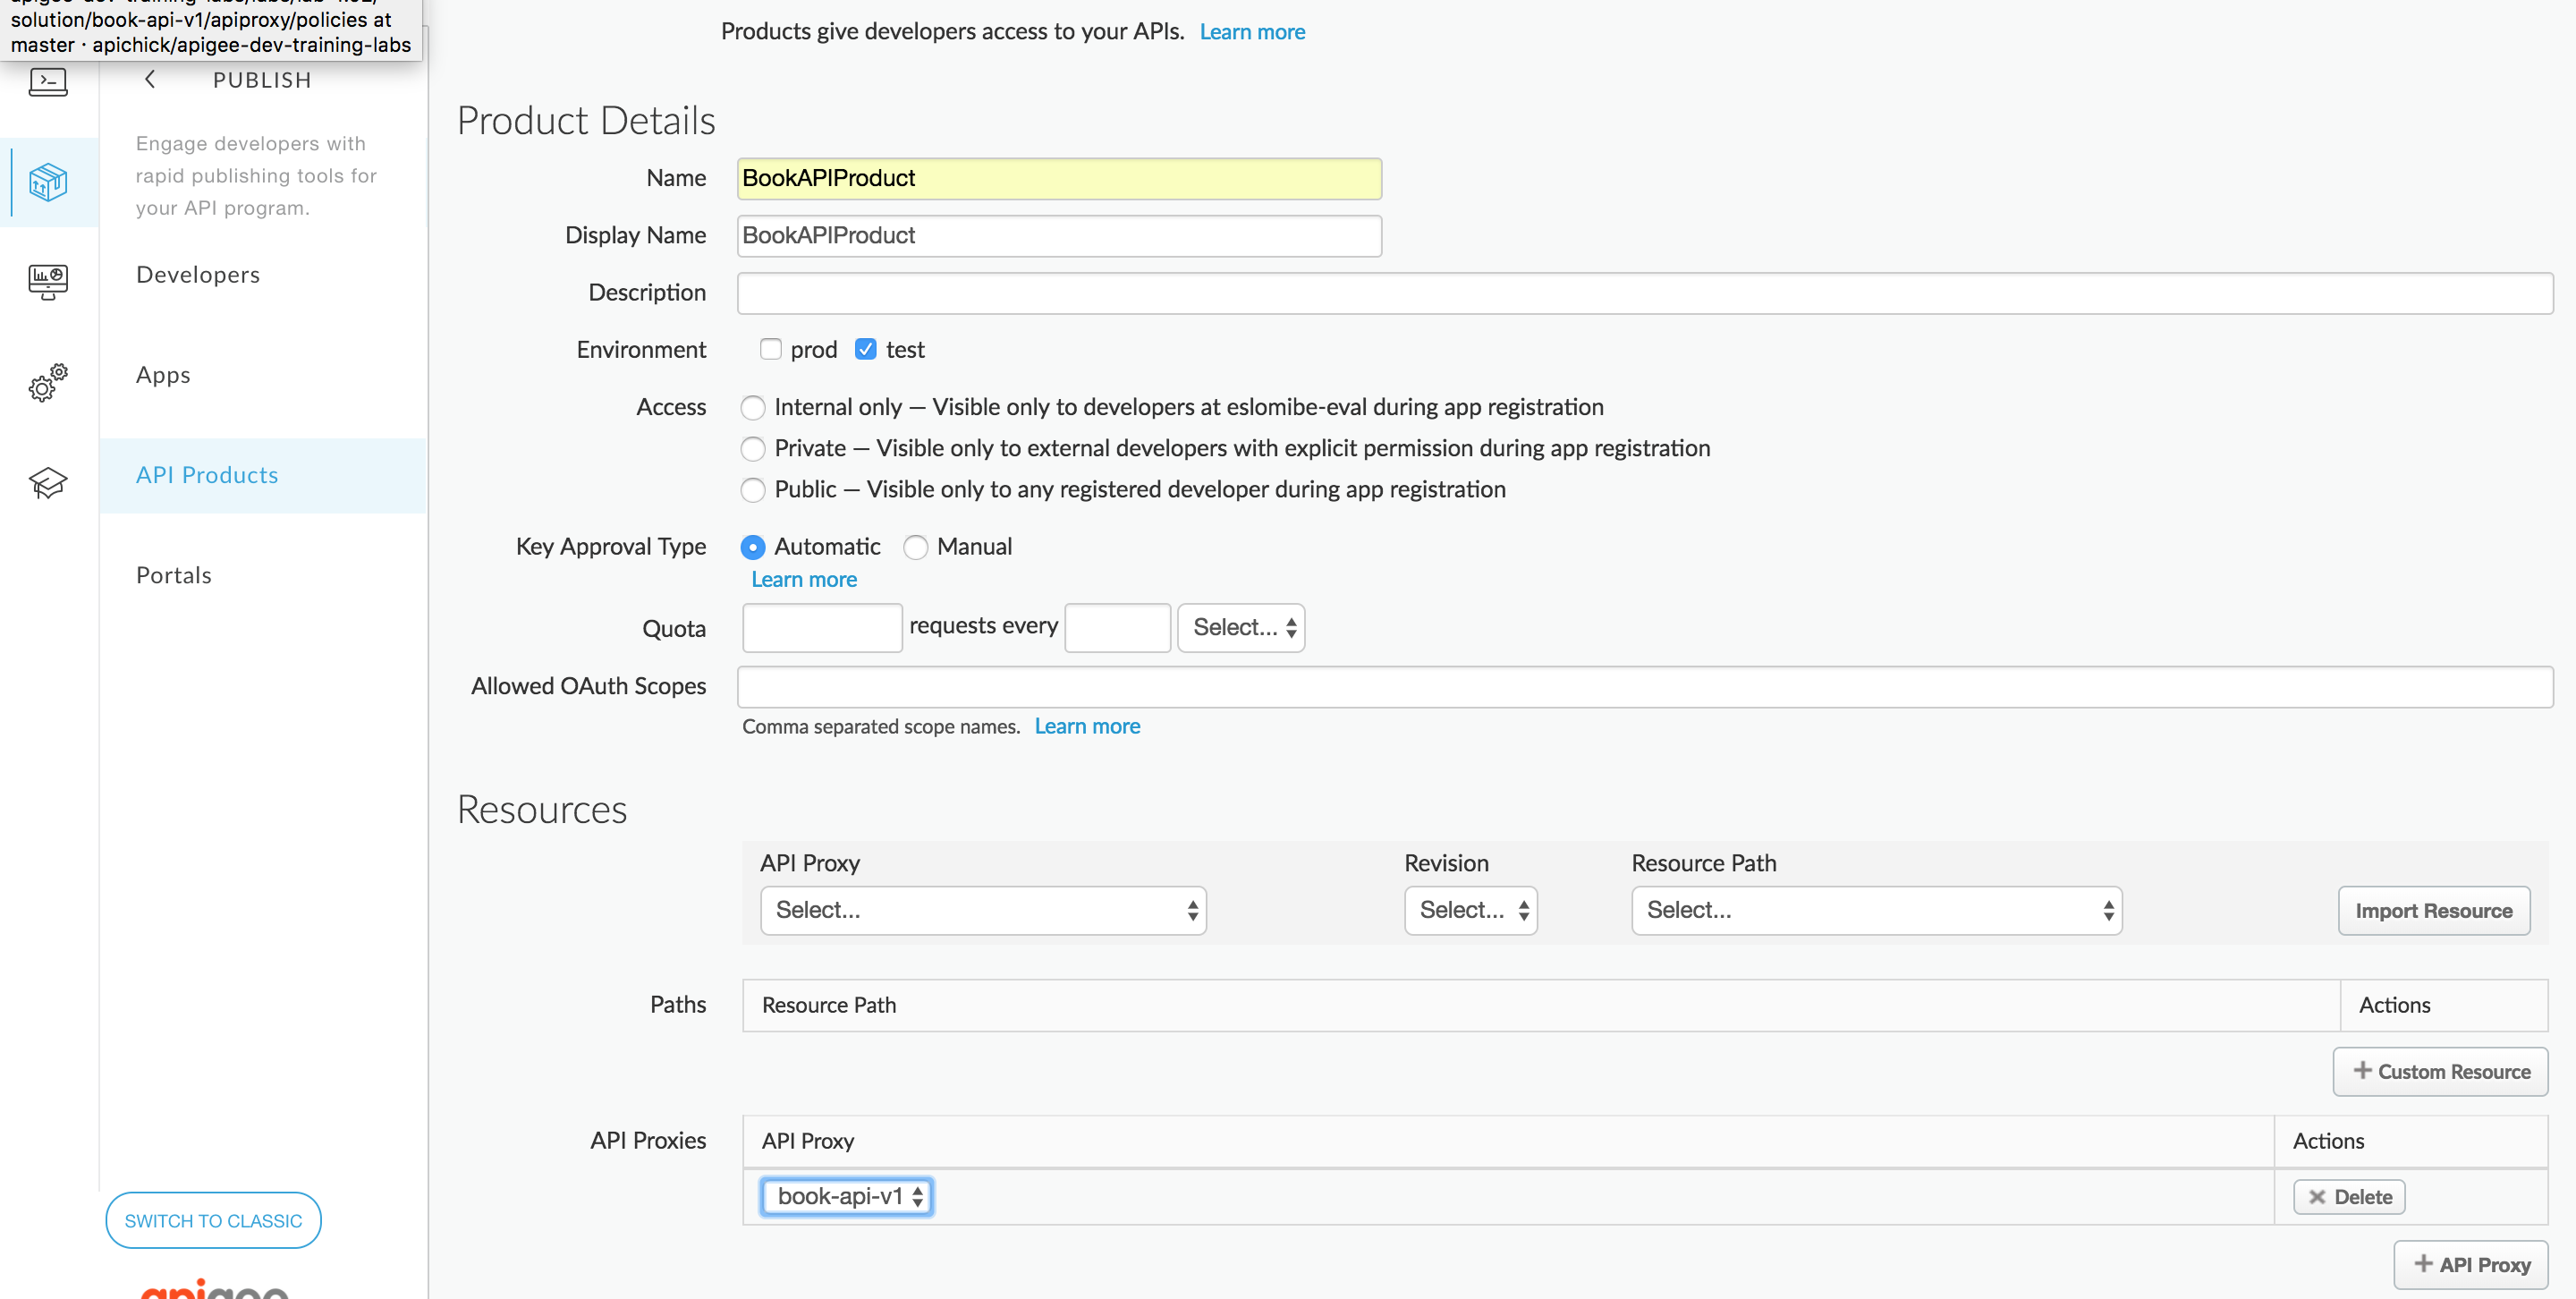 solution/book-api-v1/apiproxy/policies at
master · apichick/apigee-dev-training-labs
PUBLISH
Engage developers with
rapid publishing tools for
your API program.
Developers
Apps
API Products
Portals
SWITCH TO CLASSIC
apigee
Products give developers access to your APIs. Learn more
Product Details
Name BookAPIProduct
Display Name BookAPIProduct
Description
Environment prod test
Access Internal only — Visible only to developers at eslomibe-eval during app registration
Private — Visible only to external developers with explicit permission during app registration
Public — Visible only to any registered developer during app registration
Key Approval Type Automatic Manual
Learn more
Quota requests every Select...
Allowed OAuth Scopes
Comma separated scope names. Learn more
Resources
API Proxy Revision Resource Path
Select... Select... Select... Import Resource
Paths Resource Path Actions
+ Custom Resource
API Proxies API Proxy Actions
book-api-v1 × Delete
+ API Proxy